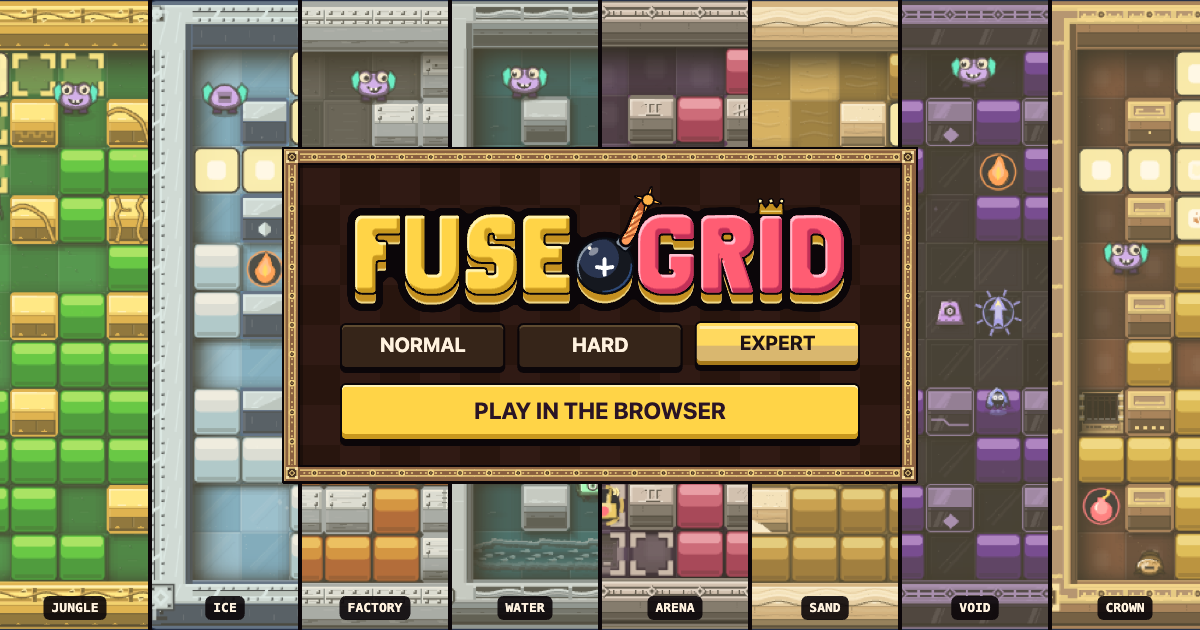 FUSE GRID
NORMAL HARD EXPERT
PLAY IN THE BROWSER
JUNGLE ICE FACTORY WATER ARENA SAND VOID CROWN